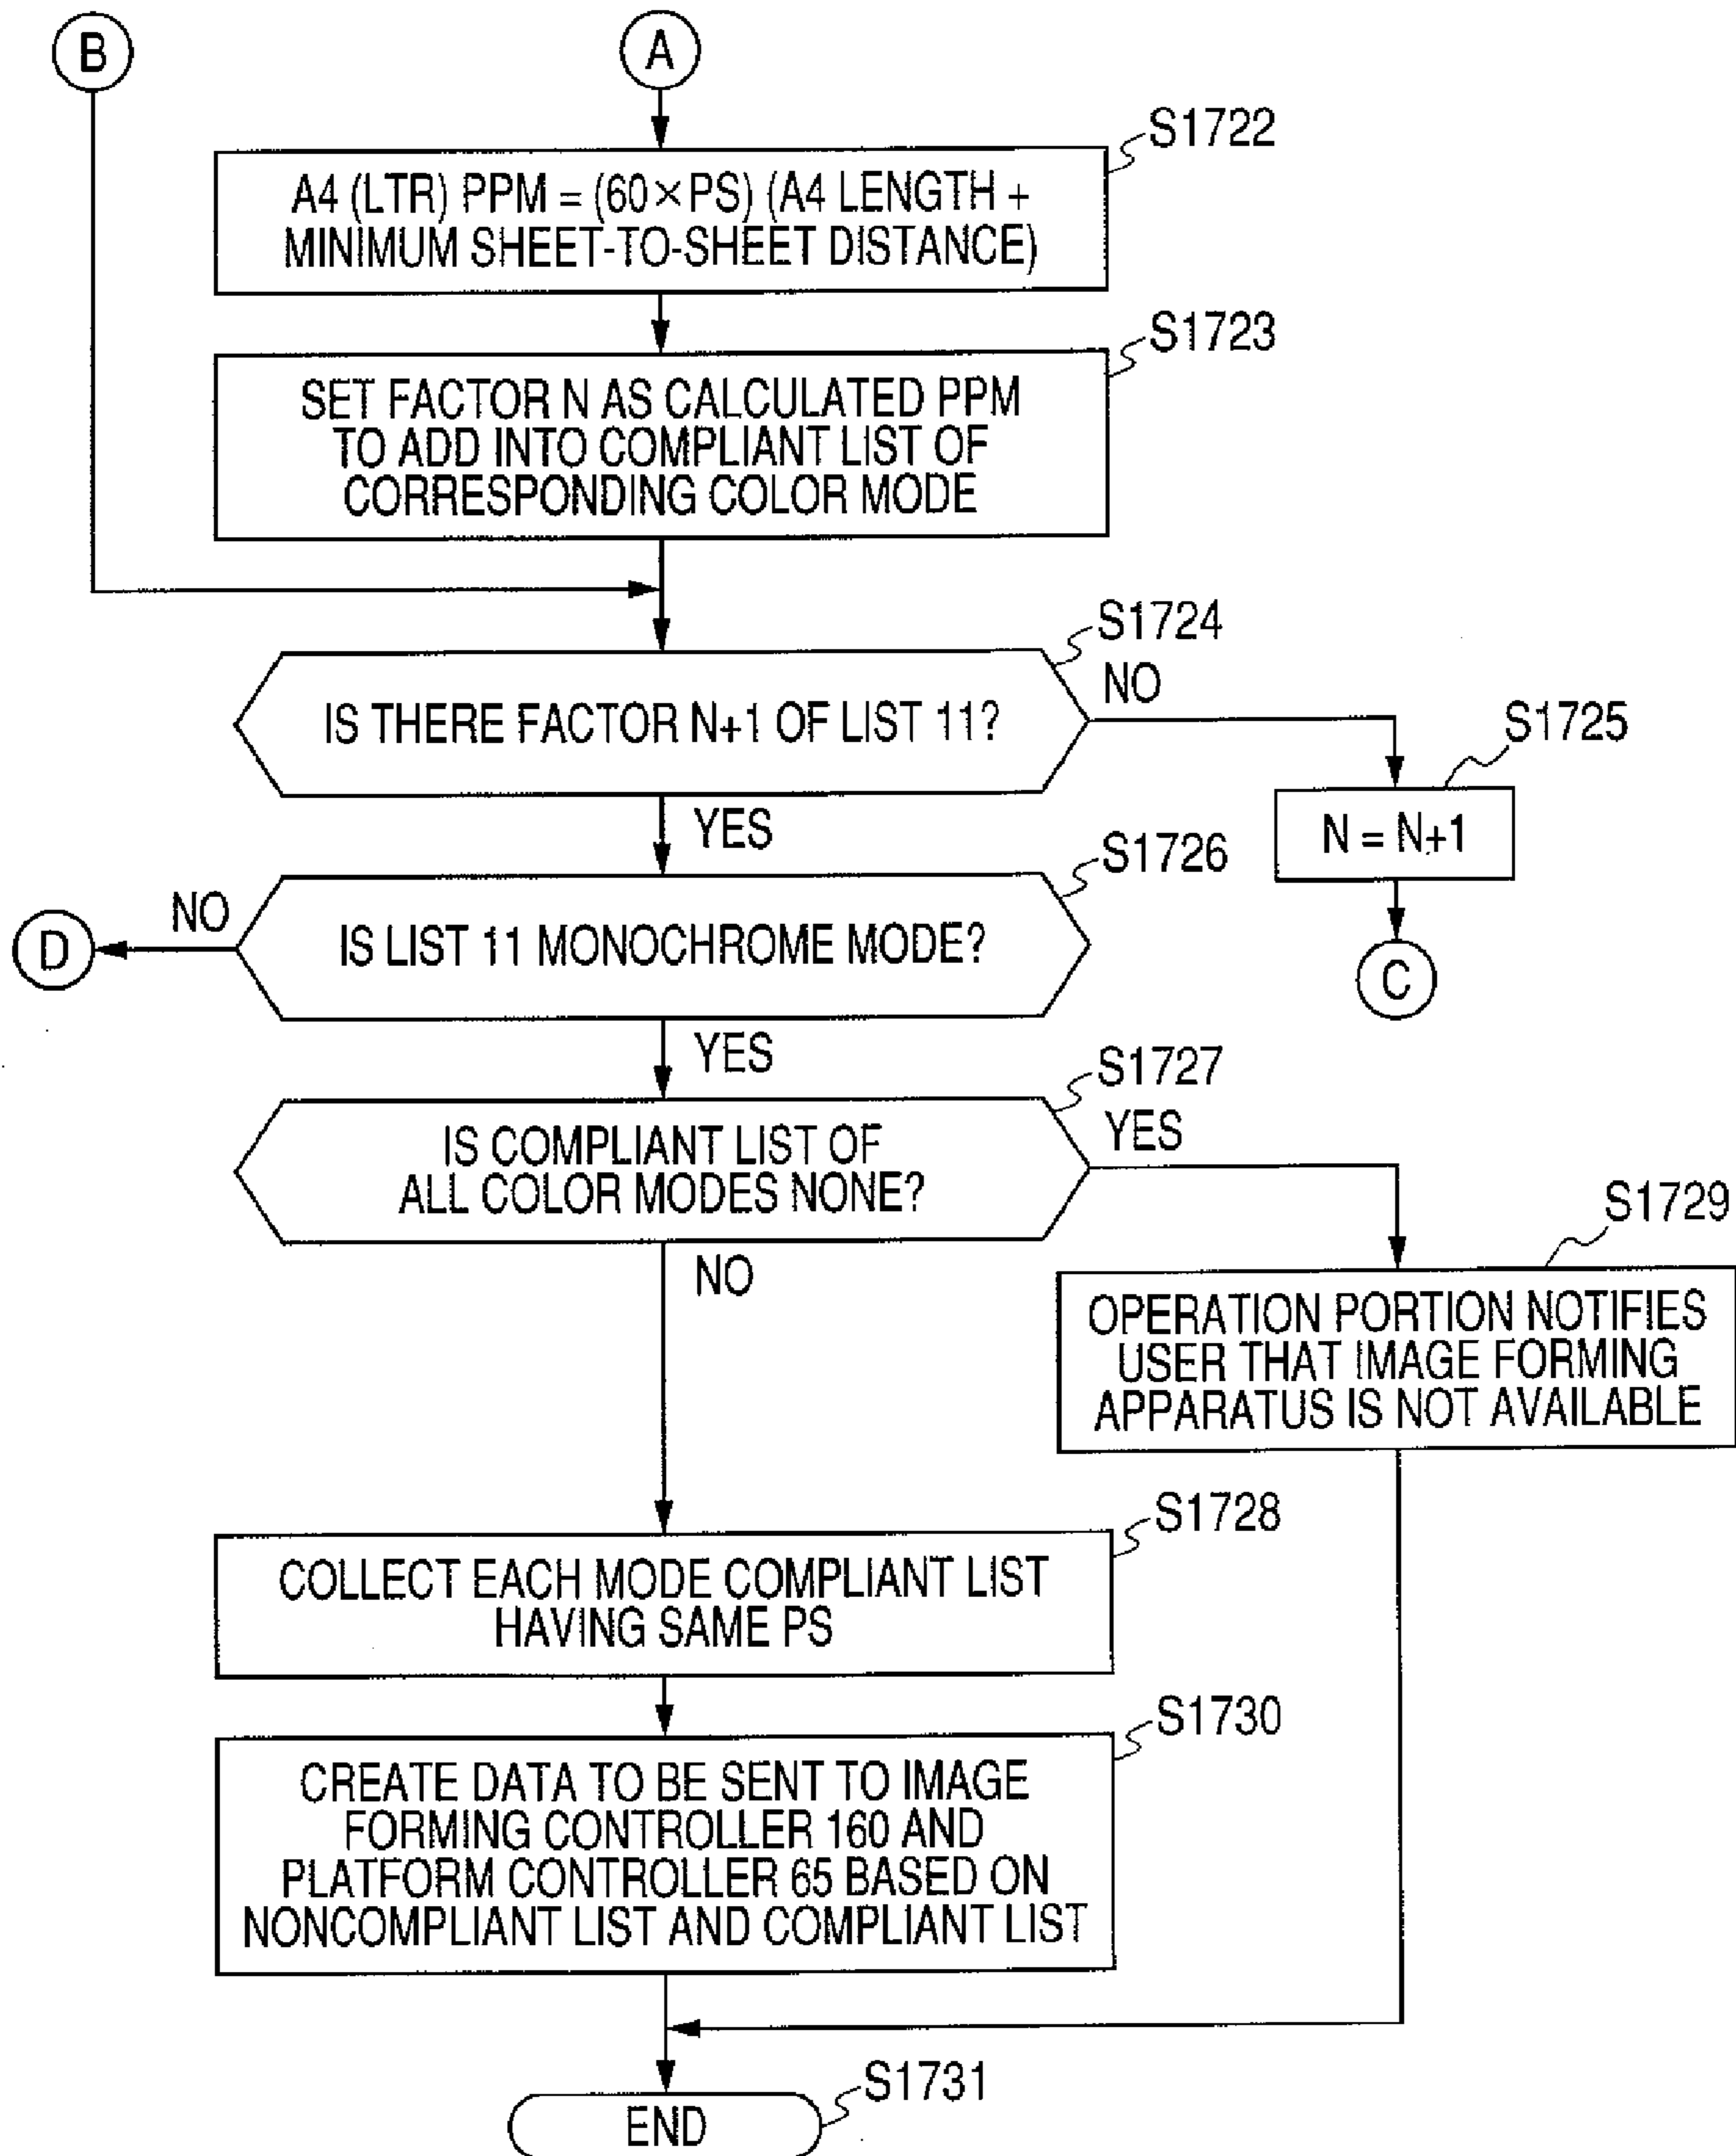 B
A
S1722
A4 (LTR) PPM = (60×PS) (A4 LENGTH +
MINIMUM SHEET-TO-SHEET DISTANCE)
S1723
SET FACTOR N AS CALCULATED PPM
TO ADD INTO COMPLIANT LIST OF
CORRESPONDING COLOR MODE
S1724
IS THERE FACTOR N+1 OF LIST 11?
NO
S1725
N = N+1
C
YES
S1726
IS LIST 11 MONOCHROME MODE?
NO
D
YES
S1727
IS COMPLIANT LIST OF
ALL COLOR MODES NONE?
YES
S1729
OPERATION PORTION NOTIFIES
USER THAT IMAGE FORMING
APPARATUS IS NOT AVAILABLE
NO
S1728
COLLECT EACH MODE COMPLIANT LIST
HAVING SAME PS
S1730
CREATE DATA TO BE SENT TO IMAGE
FORMING CONTROLLER 160 AND
PLATFORM CONTROLLER 65 BASED ON
NONCOMPLIANT LIST AND COMPLIANT LIST
S1731
END